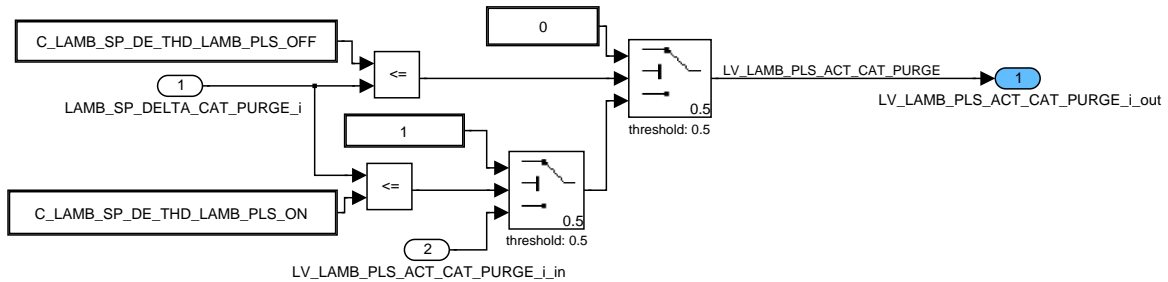 0
C_LAMB_SP_DE_THD_LAMB_PLS_OFF
<=
1
LAMB_SP_DELTA_CAT_PURGE_i
LV_LAMB_PLS_ACT_CAT_PURGE
1
LV_LAMB_PLS_ACT_CAT_PURGE_i_out
0.5
threshold: 0.5
1
<=
C_LAMB_SP_DE_THD_LAMB_PLS_ON
0.5
threshold: 0.5
2
LV_LAMB_PLS_ACT_CAT_PURGE_i_in